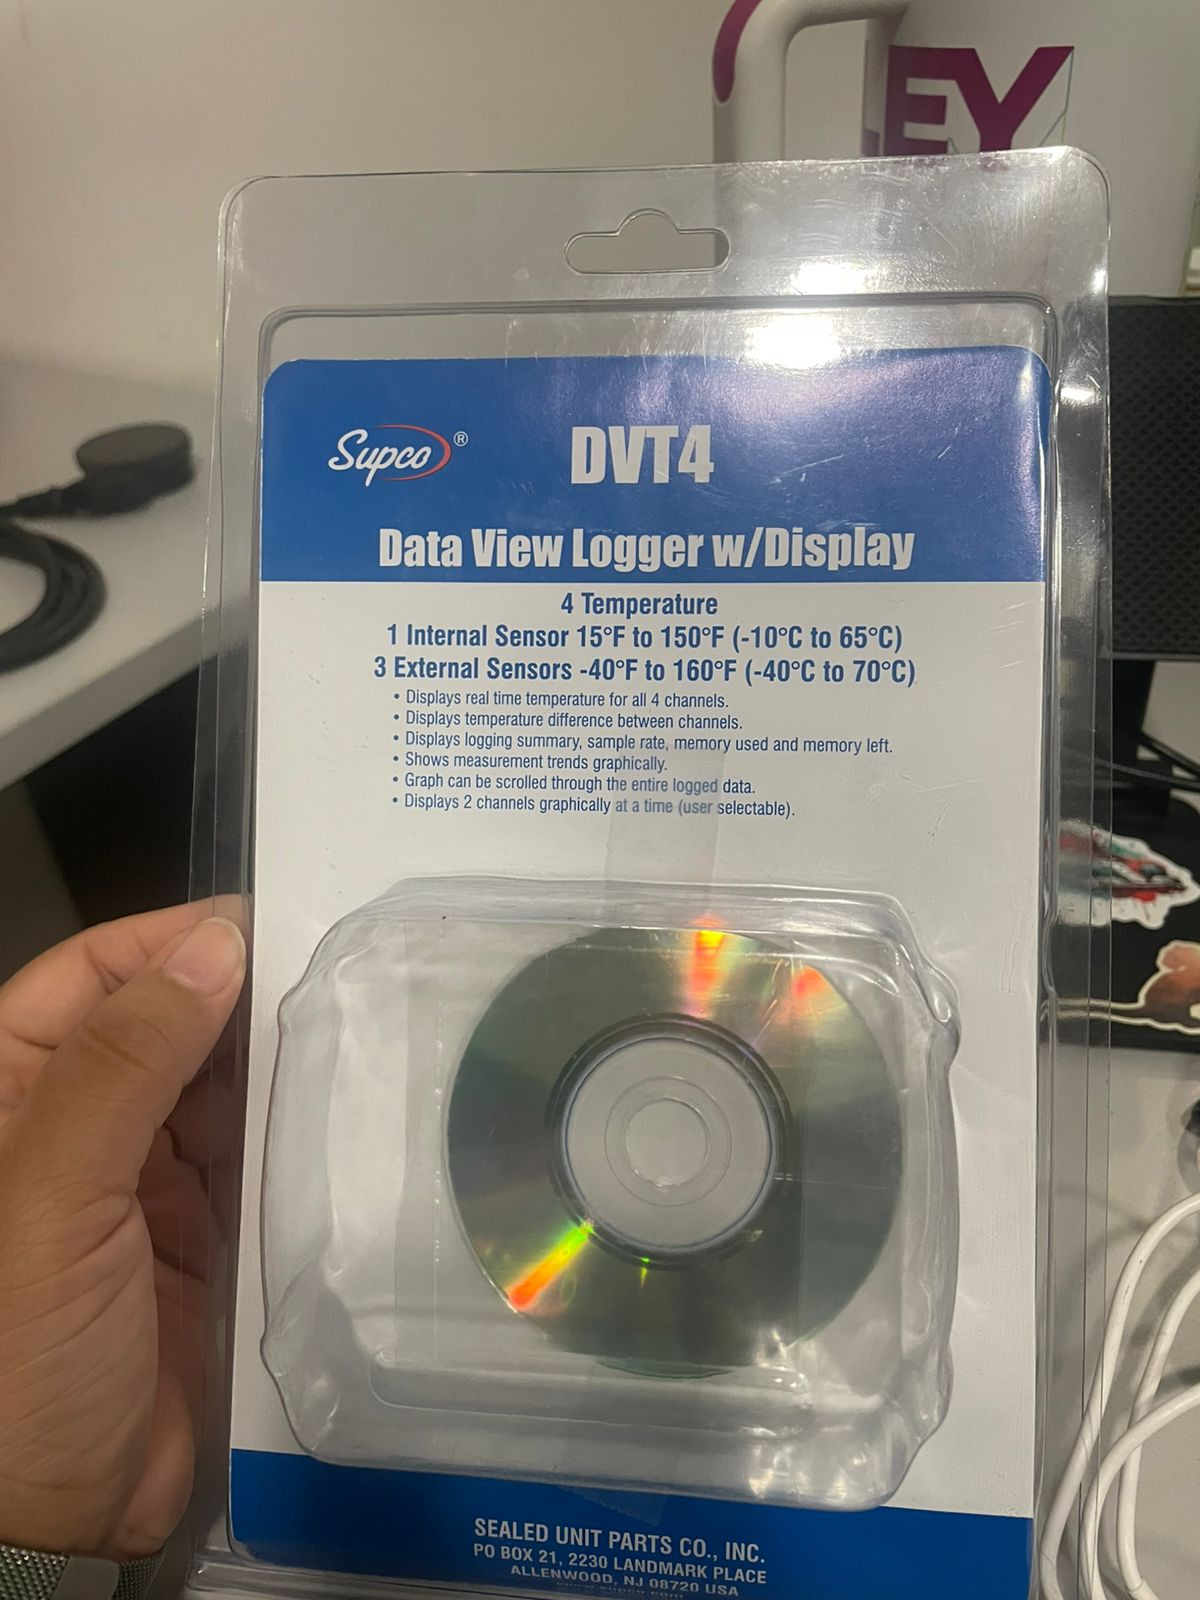 EY
Supco®
DVT4
Data View Logger w/Display
4 Temperature
1 Internal Sensor 15°F to 150°F (-10°C to 65°C)
3 External Sensors -40°F to 160°F (-40°C to 70°C)
• Displays real time temperature for all 4 channels.
• Displays temperature difference between channels.
• Displays logging summary, sample rate, memory used and memory left.
• Shows measurement trends graphically.
• Graph can be scrolled through the entire logged data.
• Displays 2 channels graphically at a time (user selectable).
SEALED UNIT PARTS CO., INC.
PO BOX 21, 2230 LANDMARK PLACE
ALLENWOOD, NJ 08720 USA
www.supco.com